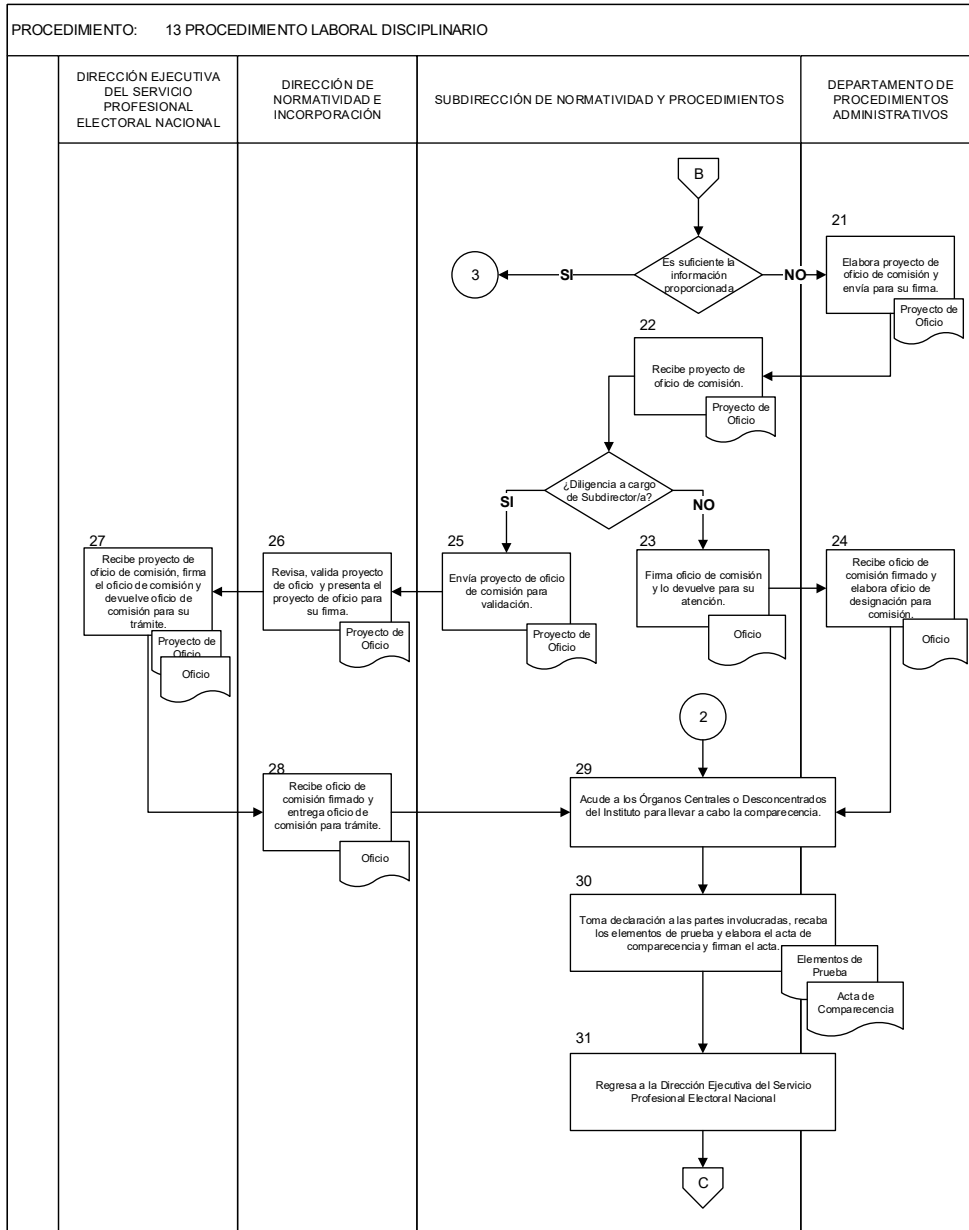 PROCEDIMIENTO: 13 PROCEDIMIENTO LABORAL DISCIPLINARIO
DIRECCIÓN EJECUTIVA
DEL SERVICIO
PROFESIONAL
ELECTORAL NACIONAL
DIRECCIÓN DE
NORMATIVIDAD E
INCORPORACIÓN
SUBDIRECCIÓN DE NORMATIVIDAD Y PROCEDIMIENTOS
DEPARTAMENTO DE
PROCEDIMIENTOS
ADMINISTRATIVOS
B
Es suficiente la
información
proporcionada
SI
3
NO
21
Elabora proyecto de
oficio de comisión y
envía para su firma.
Proyecto de
Oficio
22
Recibe proyecto de
oficio de comisión.
Proyecto de
Oficio
¿Diligencia a cargo
de Subdirector/a?
SI
NO
27
Recibe proyecto de
oficio de comisión, firma
el oficio de comisión y
devuelve oficio de
comisión para su
trámite.
Proyecto de
Oficio
Oficio
26
Revisa, valida proyecto
de oficio y presenta el
proyecto de oficio para
su firma.
Proyecto de
Oficio
25
Envía proyecto de oficio
de comisión para
validación.
Proyecto de
Oficio
23
Firma oficio de comisión
y lo devuelve para su
atención.
Oficio
24
Recibe oficio de
comisión firmado y
elabora oficio de
designación para
comisión.
Oficio
2
28
Recibe oficio de
comisión firmado y
entrega oficio de
comisión para trámite.
Oficio
29
Acude a los Órganos Centrales o Desconcentrados
del Instituto para llevar a cabo la comparecencia.
30
Toma declaración a las partes involucradas, recaba
los elementos de prueba y elabora el acta de
comparecencia y firman el acta.
Elementos de
Prueba
Acta de
Comparecencia
31
Regresa a la Dirección Ejecutiva del Servicio
Profesional Electoral Nacional
C